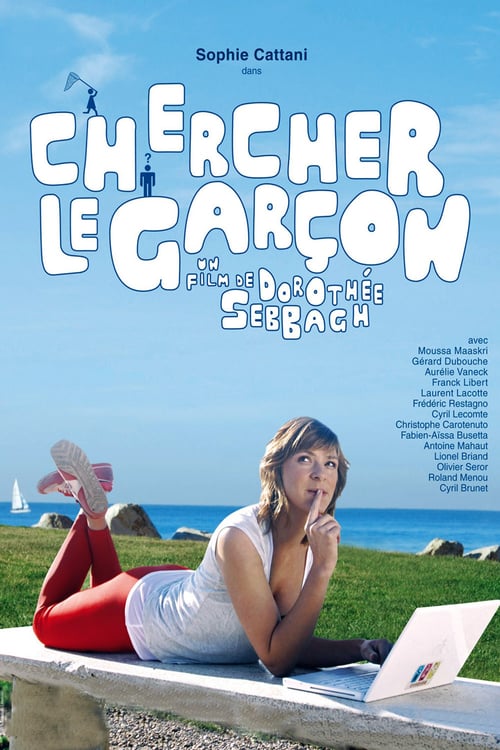 Sophie Cattani
dans
CHERCHER
?
LE GARÇON
UN
FILM DE DOROTHÉE
SEBBAGH
avec
Moussa Maaskri
Gérard Dubouche
Aurélie Vaneck
Franck Libert
Laurent Lacotte
Frédéric Restagno
Cyril Lecomte
Christophe Carotenuto
Fabien-Aïssa Busetta
Antoine Mahaut
Lionel Briand
Olivier Seror
Roland Menou
Cyril Brunet